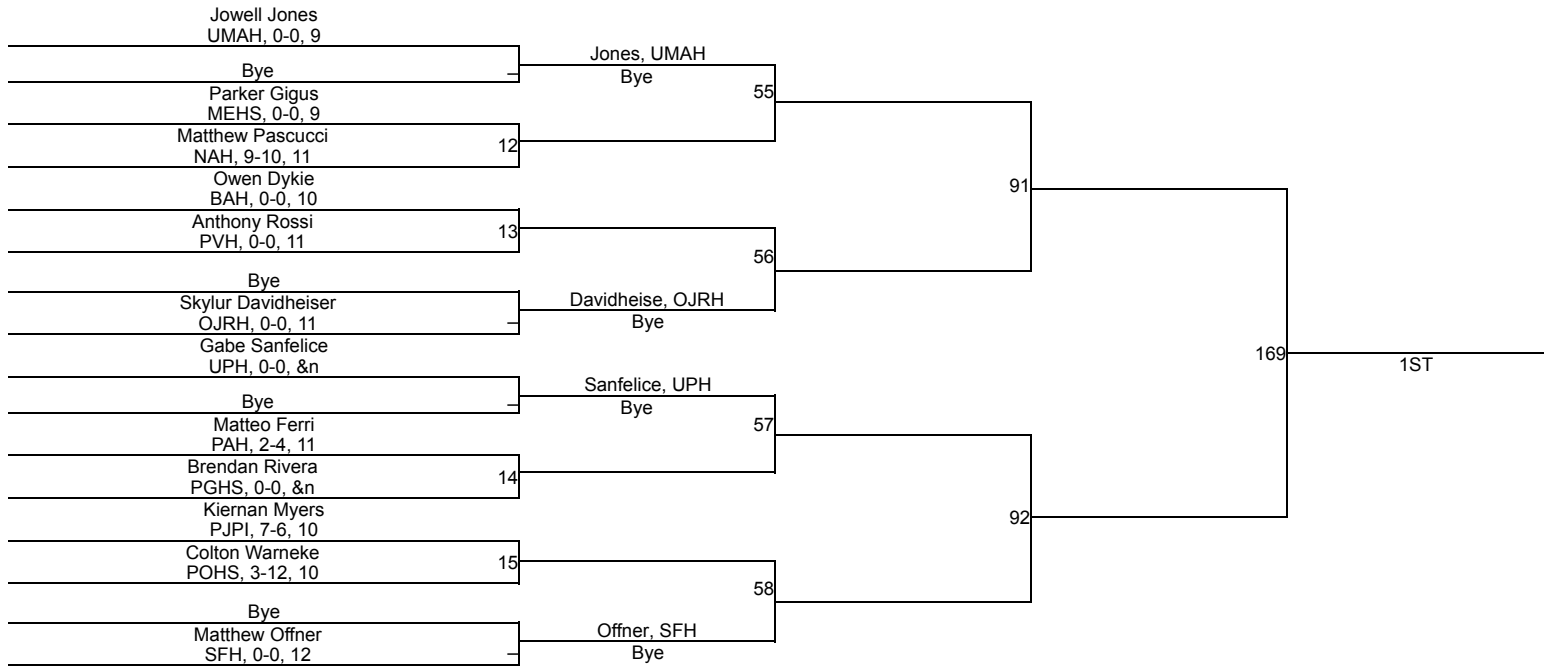 Jowell Jones
UMAH, 0-0, 9
Jones, UMAH
Bye
Bye
Parker Gigus
MEHS, 0-0, 9
55
Matthew Pascucci
NAH, 9-10, 11
12
Owen Dykie
BAH, 0-0, 10
91
Anthony Rossi
PVH, 0-0, 11
13
56
Bye
Skylur Davidheiser
OJRH, 0-0, 11
Davidheise, OJRH
Bye
Gabe Sanfelice
UPH, 0-0, &n
169
1ST
Sanfelice, UPH
Bye
Bye
Matteo Ferri
PAH, 2-4, 11
57
Brendan Rivera
PGHS, 0-0, &n
14
Kiernan Myers
PJPI, 7-6, 10
92
Colton Warneke
POHS, 3-12, 10
15
58
Bye
Matthew Offner
SFH, 0-0, 12
Offner, SFH
Bye